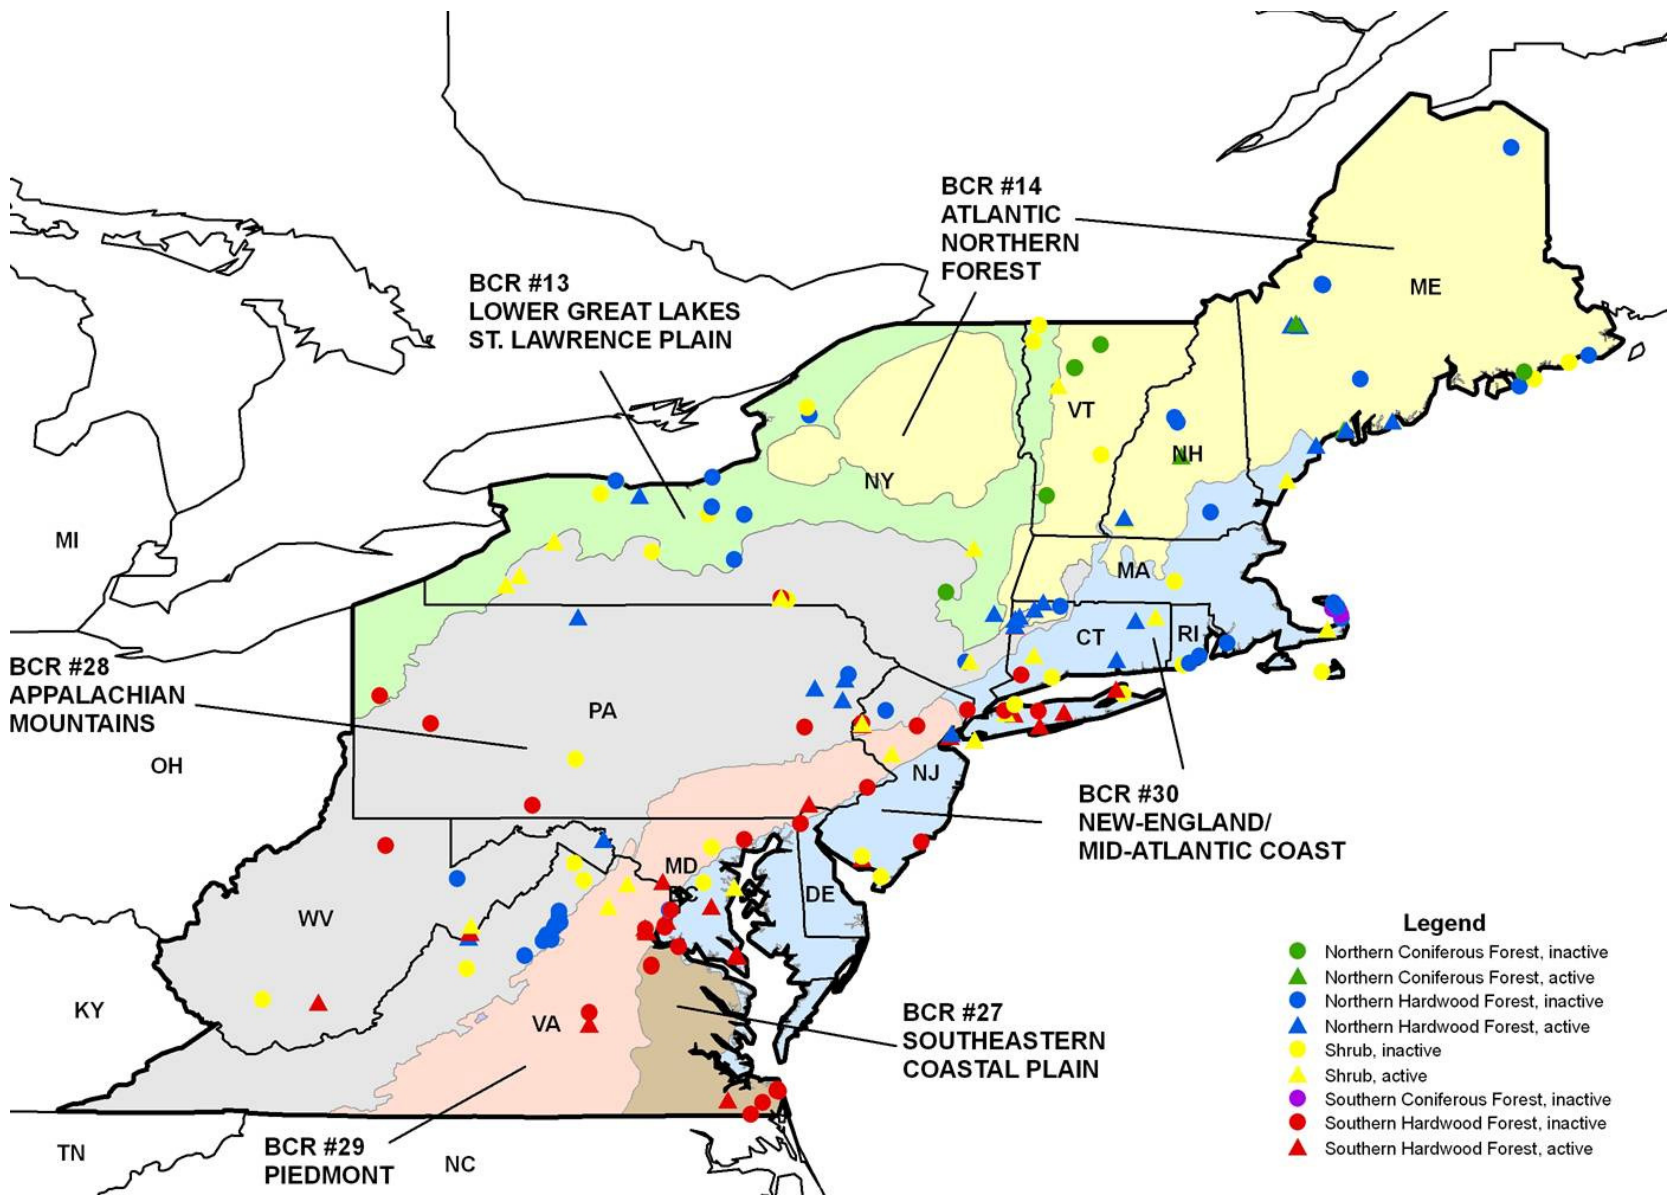 BCR #14
ATLANTIC
NORTHERN
FOREST
BCR #13
LOWER GREAT LAKES
ST. LAWRENCE PLAIN
ME
VT
NH
NY
MI
MA
CT
RI
BCR #28
APPALACHIAN
MOUNTAINS
PA
OH
NJ
BCR #30
NEW-ENGLAND/
MID-ATLANTIC COAST
MD
DC
DE
WV
KY
VA
BCR #27
SOUTHEASTERN
COASTAL PLAIN
BCR #29
PIEDMONT
TN
NC
Legend
Northern Coniferous Forest, inactive
Northern Coniferous Forest, active
Northern Hardwood Forest, inactive
Northern Hardwood Forest, active
Shrub, inactive
Shrub, active
Southern Coniferous Forest, inactive
Southern Hardwood Forest, inactive
Southern Hardwood Forest, active